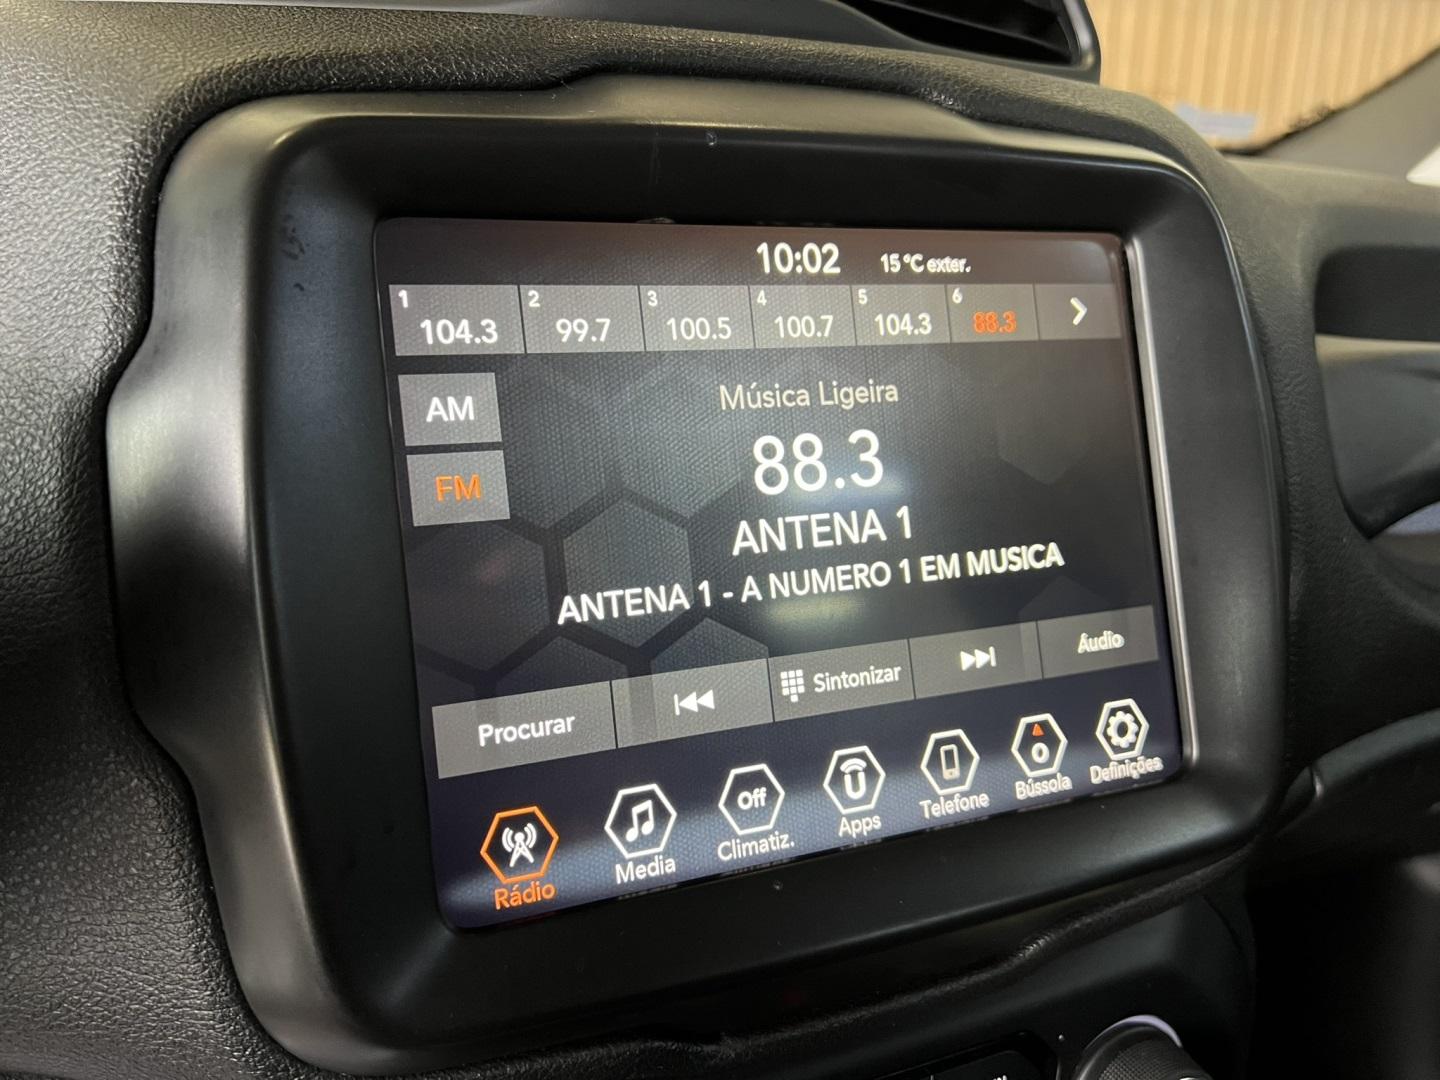 10:02 15 °C exter.
1 2 3 4 5 6
104.3 99.7 100.5 100.7 104.3 88.3
AM
FM
Música Ligeira
88.3
ANTENA 1
ANTENA 1 - A NUMERO 1 EM MUSICA
Procurar Sintonizar Áudio
Off O
Rádio Media Climatiz. Apps Telefone Bússola Definições